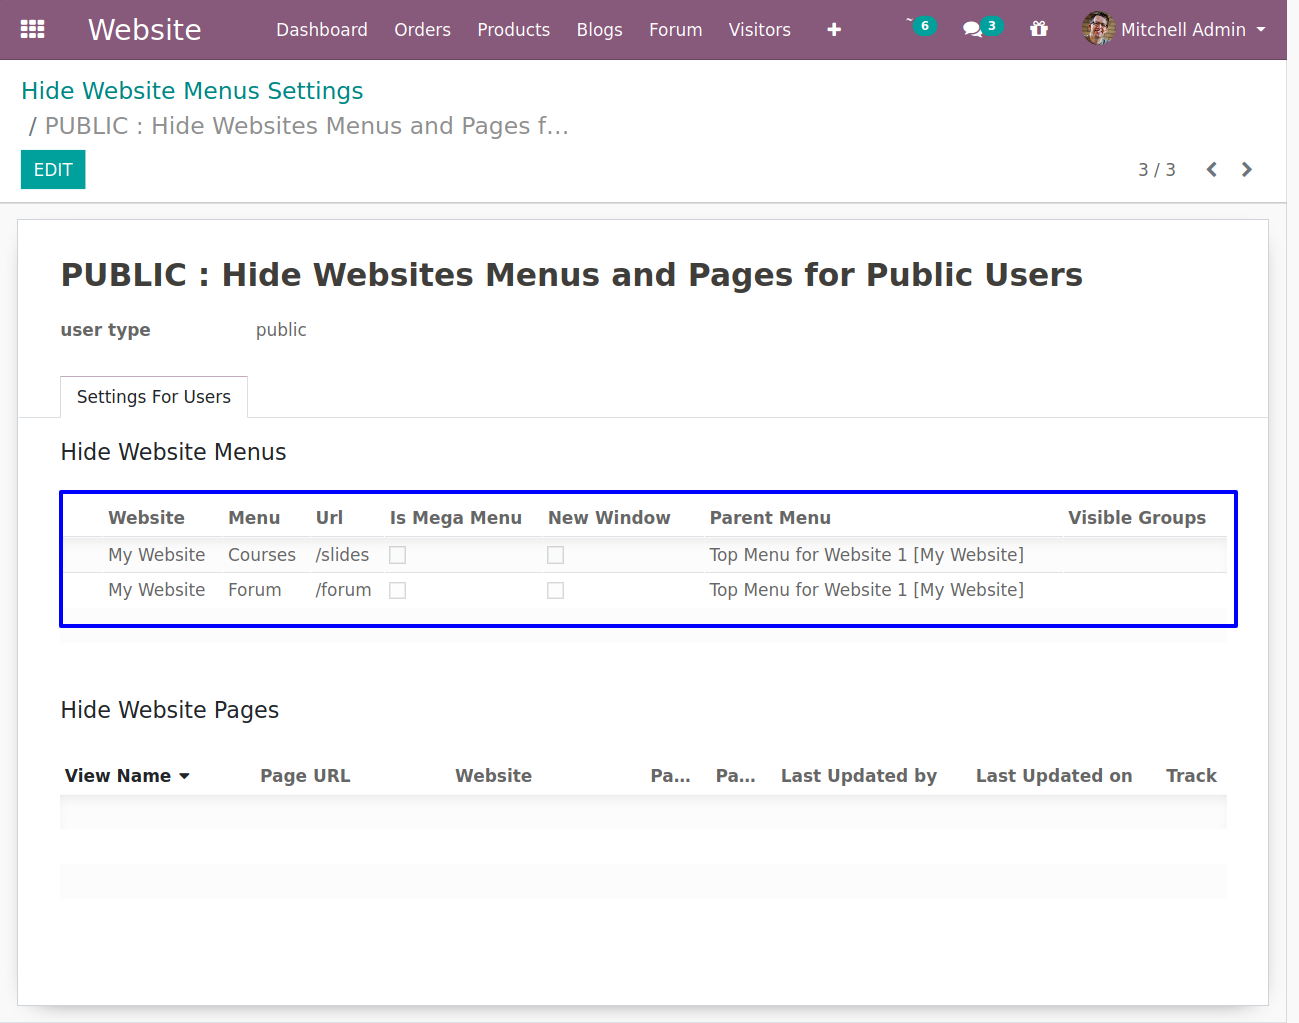 Website Dashboard Orders Products Blogs Forum Visitors 6 3 Mitchell Admin
Hide Website Menus Settings
/ PUBLIC : Hide Websites Menus and Pages f...
EDIT 3 / 3
PUBLIC : Hide Websites Menus and Pages for Public Users
user type public
Settings For Users
Hide Website Menus
Website Menu Url Is Mega Menu New Window Parent Menu Visible Groups
My Website Courses /slides Top Menu for Website 1 [My Website]
My Website Forum /forum Top Menu for Website 1 [My Website]
Hide Website Pages
View Name Page URL Website Pa... Pa... Last Updated by Last Updated on Track